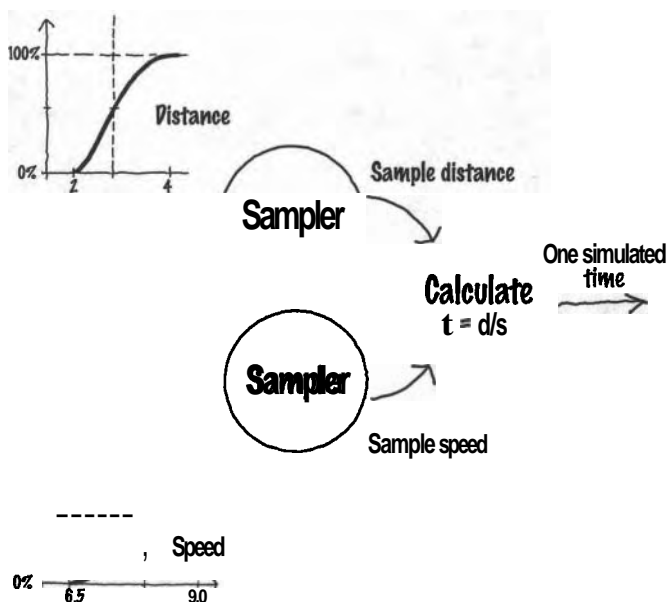 100%
Distance
0%
2 4
Sample distance
Sampler
One simulated
time
Calculate
t = d/s
Sampler
Sample speed
, Speed
0%
6.5 9.0